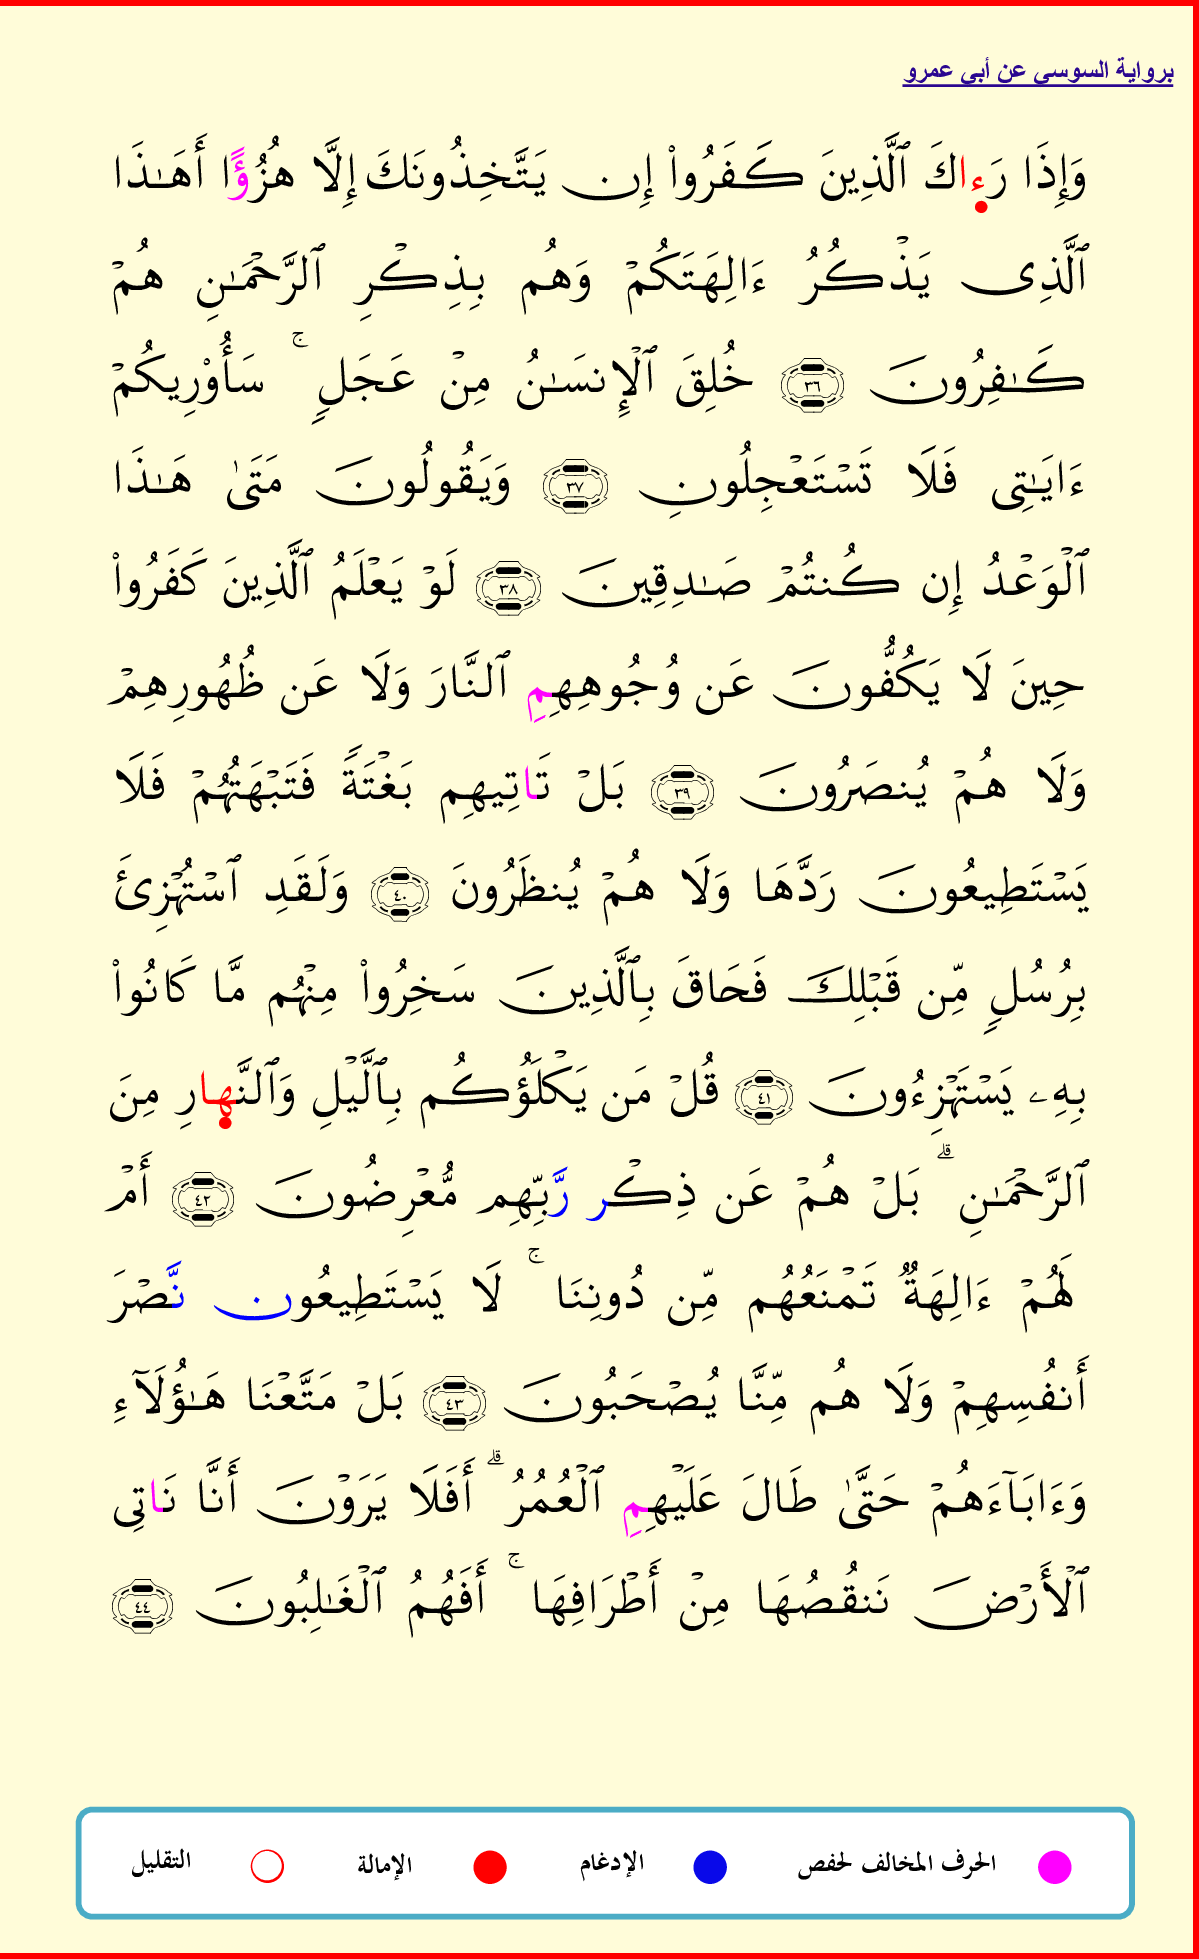 برواية السوسي عن أبي عمرو
وَإِذَا رَءَاكَ ٱلَّذِينَ كَفَرُوا۟ إِن يَتَّخِذُونَكَ إِلَّا هُزُؤًا أَهَـٰذَا
ٱلَّذِى يَذۡكُرُ ءَالِهَتَكُمۡ وَهُم بِذِكۡرِ ٱلرَّحۡمَـٰنِ هُمۡ
كَـٰفِرُونَ ٣٦ خُلِقَ ٱلۡإِنسَـٰنُ مِنۡ عَجَلٍ ۚ سَأُو۟رِيكُمۡ
ءَايَـٰتِى فَلَا تَسۡتَعۡجِلُونِ ٣٧ وَيَقُولُونَ مَتَىٰ هَـٰذَا
ٱلۡوَعۡدُ إِن كُنتُمۡ صَـٰدِقِينَ ٣٨ لَوۡ يَعۡلَمُ ٱلَّذِينَ كَفَرُوا۟
حِينَ لَا يَكُفُّونَ عَن وُجُوهِهِمِ ٱلنَّارَ وَلَا عَن ظُهُورِهِمۡ
وَلَا هُمۡ يُنصَرُونَ ٣٩ بَلۡ تَاتِيهِم بَغۡتَةً فَتَبۡهَتُهُمۡ فَلَا
يَسۡتَطِيعُونَ رَدَّهَا وَلَا هُمۡ يُنظَرُونَ ٤٠ وَلَقَدِ ٱسۡتُهۡزِئَ
بِرُسُلٍ مِّن قَبۡلِكَ فَحَاقَ بِٱلَّذِينَ سَخِرُوا۟ مِنۡهُم مَّا كَانُوا۟
بِهِۦ يَسۡتَهۡزِءُونَ ٤١ قُلۡ مَن يَكۡلَؤُكُم بِٱلَّيۡلِ وَٱلنَّهَارِ مِنَ
ٱلرَّحۡمَـٰنِ ۗ بَلۡ هُمۡ عَن ذِكۡر رَّبِّهِم مُّعۡرِضُونَ ٤٢ أَمۡ
لَهُمۡ ءَالِهَةٌ تَمۡنَعُهُم مِّن دُونِنَا ۚ لَا يَسۡتَطِيعُون نَّصۡرَ
أَنفُسِهِمۡ وَلَا هُم مِّنَّا يُصۡحَبُونَ ٤٣ بَلۡ مَتَّعۡنَا هَـٰٓؤُلَآءِ
وَءَابَآءَهُمۡ حَتَّىٰ طَالَ عَلَيۡهِمِ ٱلۡعُمُرُ ۗ أَفَلَا يَرَوۡنَ أَنَّا نَاتِى
ٱلۡأَرۡضَ نَنقُصُهَا مِنۡ أَطۡرَافِهَا ۚ أَفَهُمُ ٱلۡغَـٰلِبُونَ ٤٤
الحرف المخالف لحفص الإدغام الإمالة التقليل